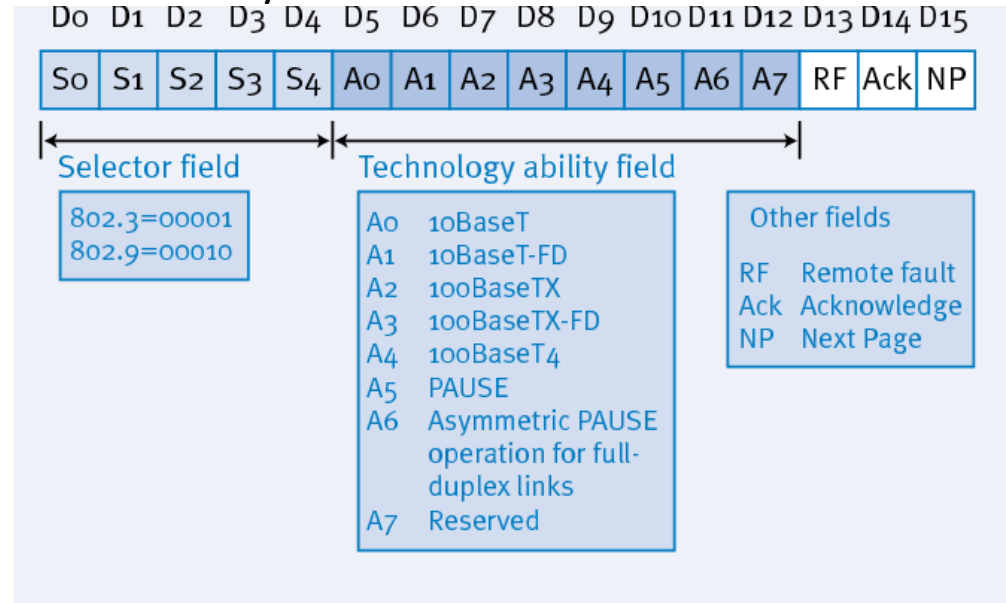 D0 D1 D2 D3 D4 D5 D6 D7 D8 D9 D10 D11 D12 D13 D14 D15
S0 S1 S2 S3 S4 A0 A1 A2 A3 A4 A5 A6 A7 RF Ack NP
Selector field
802.3=00001
802.9=00010
Technology ability field
A0 10BaseT
A1 10BaseT-FD
A2 100BaseTX
A3 100BaseTX-FD
A4 100BaseT4
A5 PAUSE
A6 Asymmetric PAUSE
operation for full-
duplex links
A7 Reserved
Other fields
RF Remote fault
Ack Acknowledge
NP Next Page